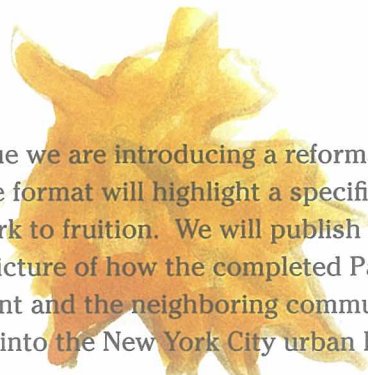 ue we are introducing a reform
e format will highlight a specifi
rk to fruition. We will publish
icture of how the completed Pa
nt and the neighboring commu
into the New York City urban